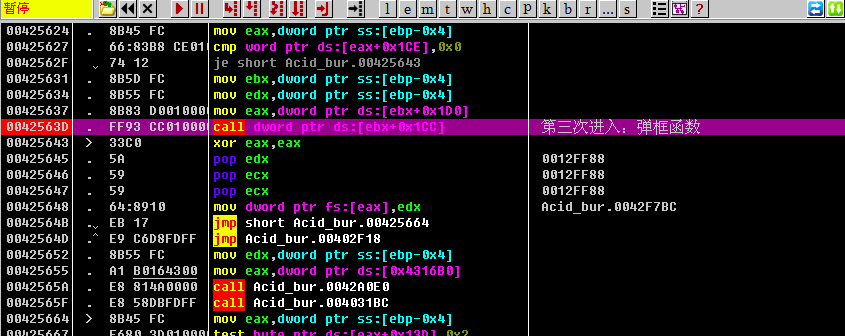 暂停 l e m t w h c p k b r ... s
00425624 . 8B45 FC mov eax,dword ptr ss:[ebp-0x4]
00425627 . 66:83B8 CE010 cmp word ptr ds:[eax+0x1CE],0x0
0042562F . 74 12 je short Acid_bur.00425643
00425631 . 8B5D FC mov ebx,dword ptr ss:[ebp-0x4]
00425634 . 8B55 FC mov edx,dword ptr ss:[ebp-0x4]
00425637 . 8B83 D0010000 mov eax,dword ptr ds:[ebx+0x1D0]
0042563D . FF93 CC010000 call dword ptr ds:[ebx+0x1CC] 第三次进入：弹框函数
00425643 > 33C0 xor eax,eax
00425645 . 5A pop edx 0012FF88
00425646 . 59 pop ecx 0012FF88
00425647 . 59 pop ecx 0012FF88
00425648 . 64:8910 mov dword ptr fs:[eax],edx Acid_bur.0042F7BC
0042564B . EB 17 jmp short Acid_bur.00425664
0042564D .^ E9 C6D8FDFF jmp Acid_bur.00402F18
00425652 . 8B55 FC mov edx,dword ptr ss:[ebp-0x4]
00425655 . A1 B0164300 mov eax,dword ptr ds:[0x4316B0]
0042565A . E8 814A0000 call Acid_bur.0042A0E0
0042565F . E8 58DBFDFF call Acid_bur.004031BC
00425664 > 8B45 FC mov eax,dword ptr ss:[ebp-0x4]
00425667 F680 3D010 test byte ptr ds:[eax+0x13D],0x2